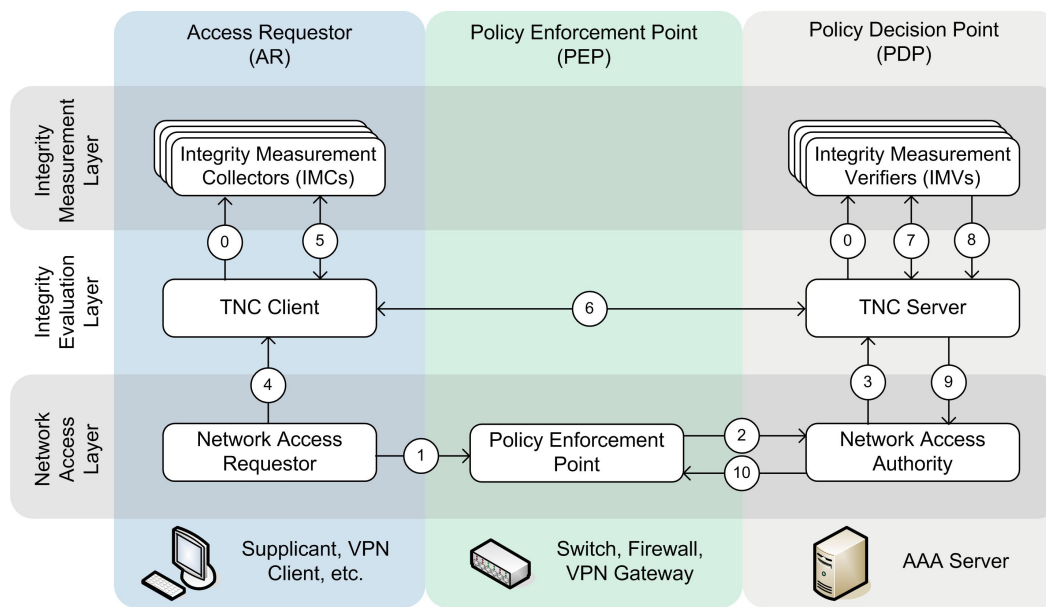 Access Requestor
(AR)
Policy Enforcement Point
(PEP)
Policy Decision Point
(PDP)
Integrity
Measurement
Layer
Integrity Measurement
Collectors (IMCs)
Integrity Measurement
Verifiers (IMVs)
0
5
0
7
8
Integrity
Evaluation
Layer
TNC Client
6
TNC Server
4
3
9
Network
Access
Layer
Network Access
Requestor
1
Policy Enforcement
Point
2
10
Network Access
Authority
Supplicant, VPN
Client, etc.
Switch, Firewall,
VPN Gateway
AAA Server